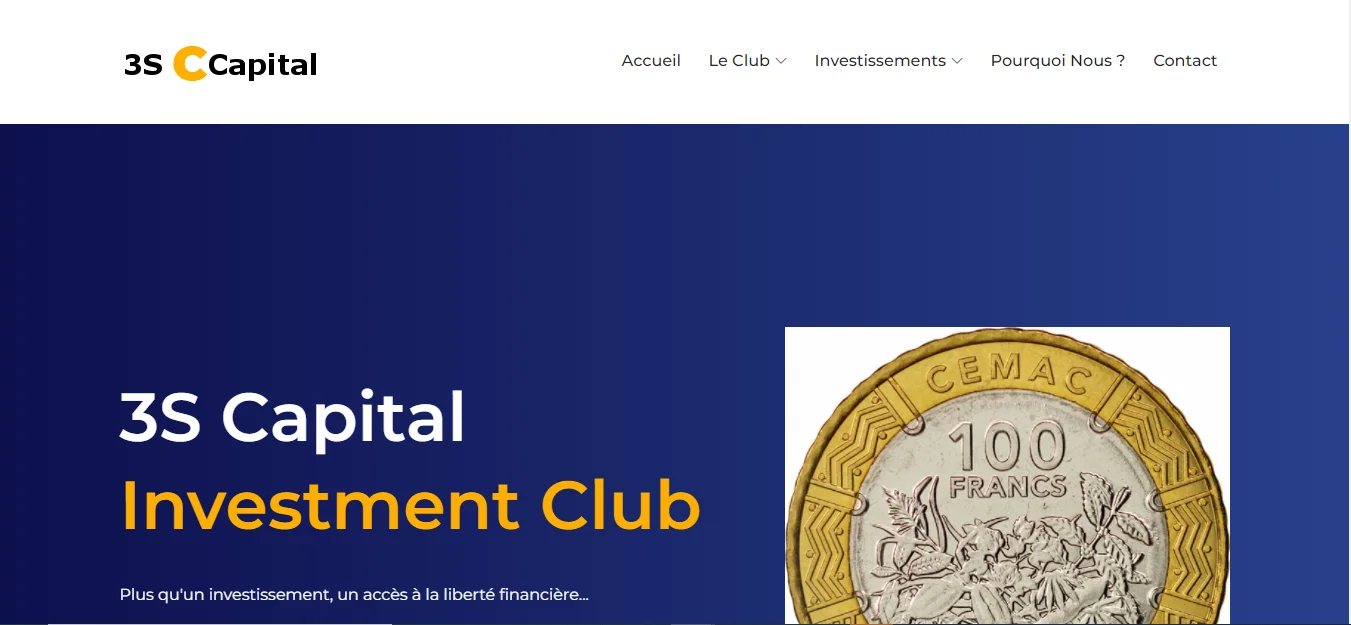 3S CCapital
Accueil
Le Club
Investissements
Pourquoi Nous ?
Contact
3S Capital
Investment Club
Plus qu'un investissement, un accès à la liberté financière...
CEMAC
100
FRANCS